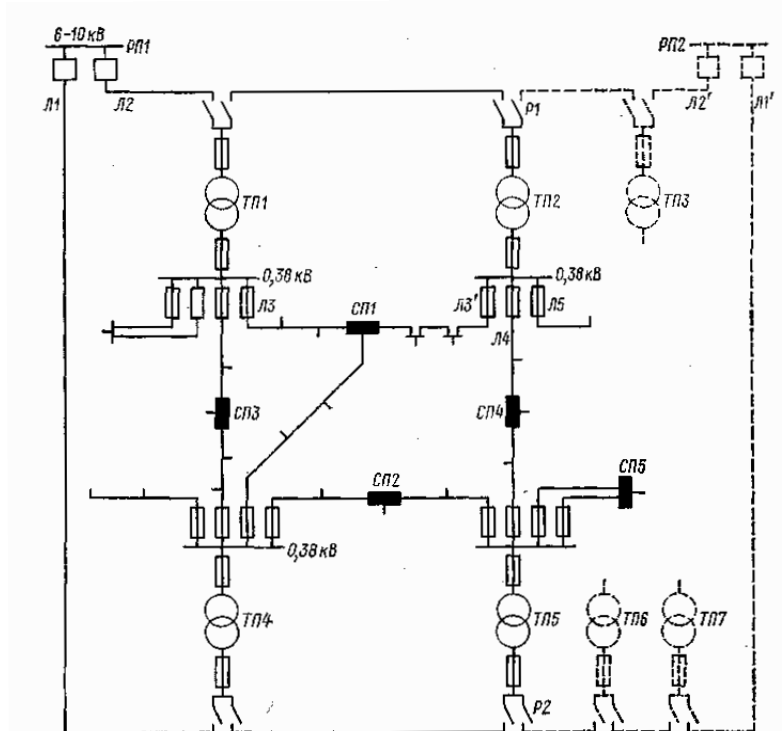 6-10 кВ
РП1
РП2
Л1
Л2
Р1
Л2'
Л1'
ТП1
ТП2
ТП3
0,38 кВ
0,38 кВ
Л3
СП1
Л3'
Л4
Л5
СП3
СП4
СП2
СП5
0,38 кВ
ТП4
ТП5
ТП6
ТП7
Р2